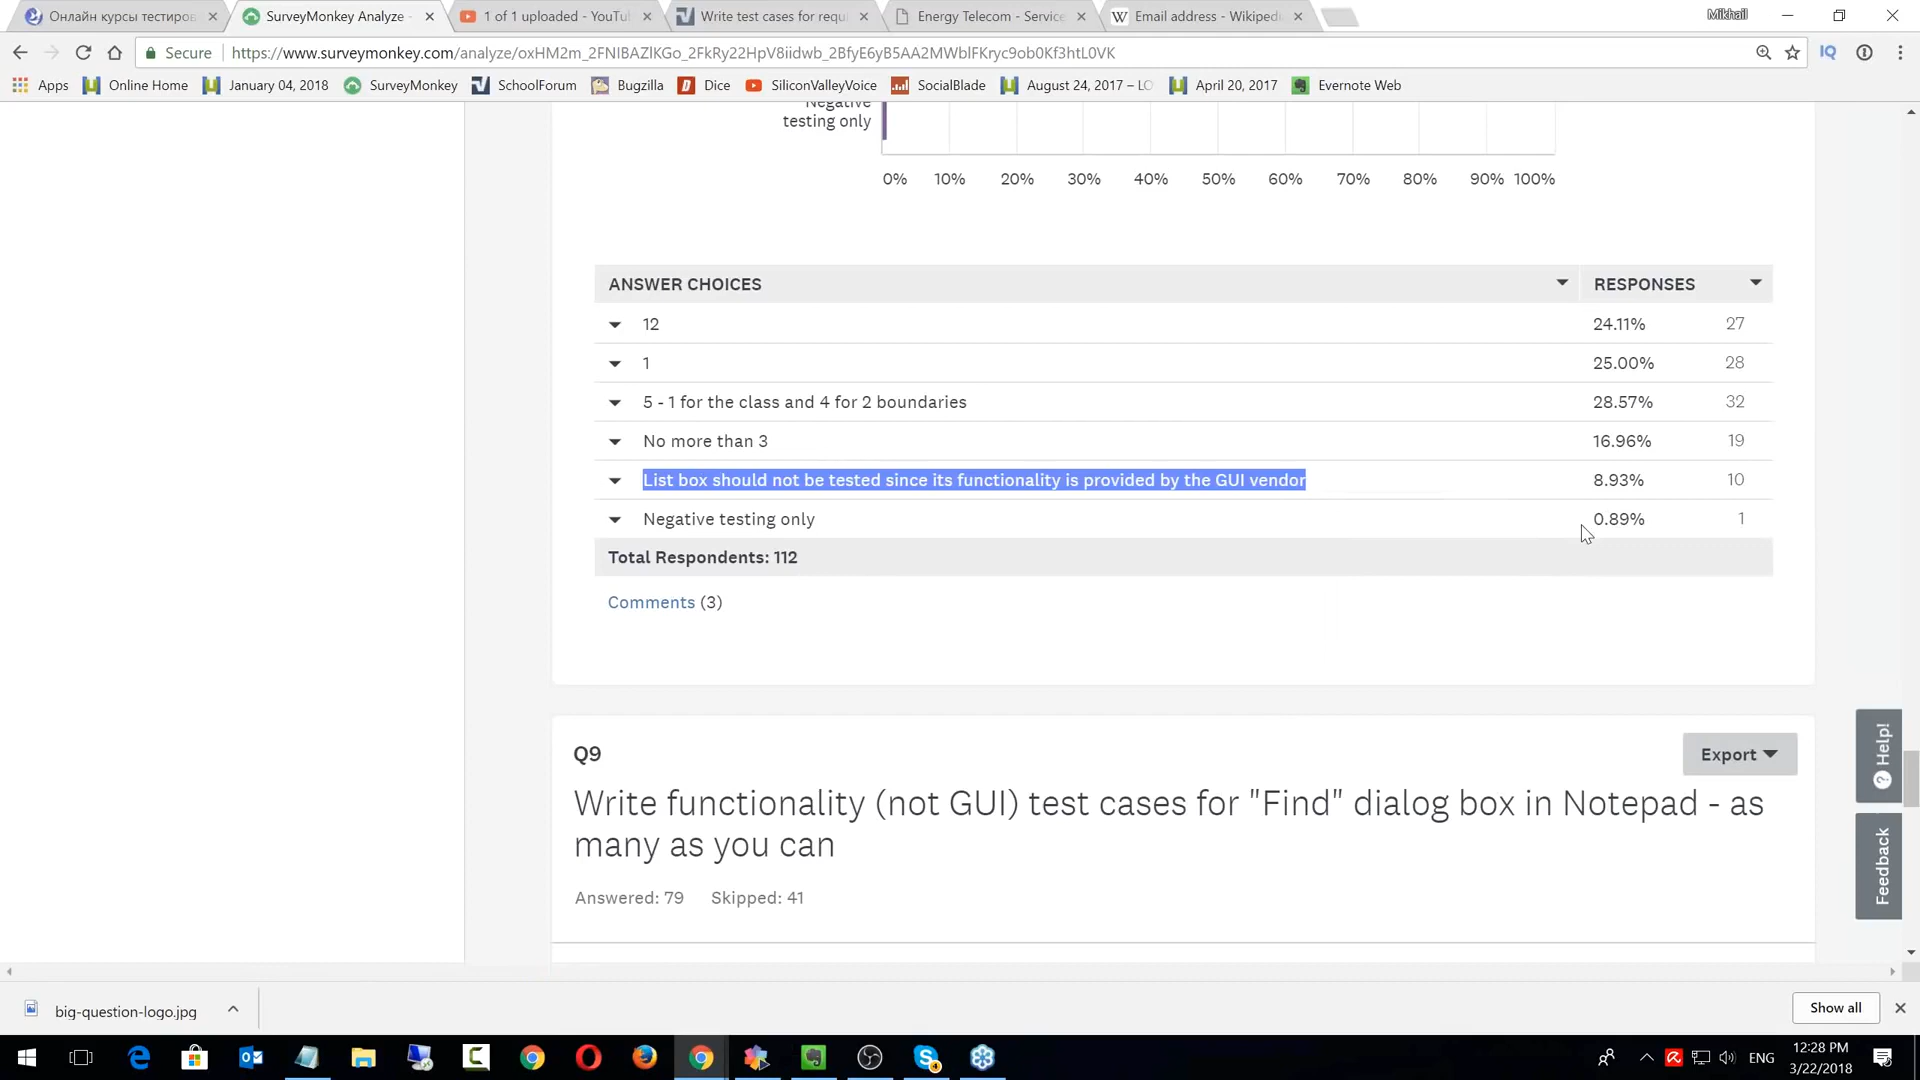 Онлайн курсы тестиров
SurveyMonkey Analyze -
1 of 1 uploaded - YouTu
Write test cases for requ
Energy Telecom - Service
Email address - Wikiped
Mikhail
Secure
https://www.surveymonkey.com/analyze/oxHM2m_2FNIBAZlKGo_2FkRy22HpV8iidwb_2BfyE6yB5AA2MWblFKryc9ob0Kf3htL0VK
Apps
Online Home
January 04, 2018
SurveyMonkey
SchoolForum
Bugzilla
Dice
SiliconValleyVoice
SocialBlade
August 24, 2017 – LO
April 20, 2017
Evernote Web
Negative
testing only
0% 10% 20% 30% 40% 50% 60% 70% 80% 90% 100%
ANSWER CHOICES RESPONSES
12 24.11% 27
1 25.00% 28
5 - 1 for the class and 4 for 2 boundaries 28.57% 32
No more than 3 16.96% 19
List box should not be tested since its functionality is provided by the GUI vendor 8.93% 10
Negative testing only 0.89% 1
Total Respondents: 112
Comments (3)
Q9
Export
Write functionality (not GUI) test cases for "Find" dialog box in Notepad - as
many as you can
Answered: 79 Skipped: 41
Help!
Feedback
big-question-logo.jpg
Show all
ENG
12:28 PM
3/22/2018